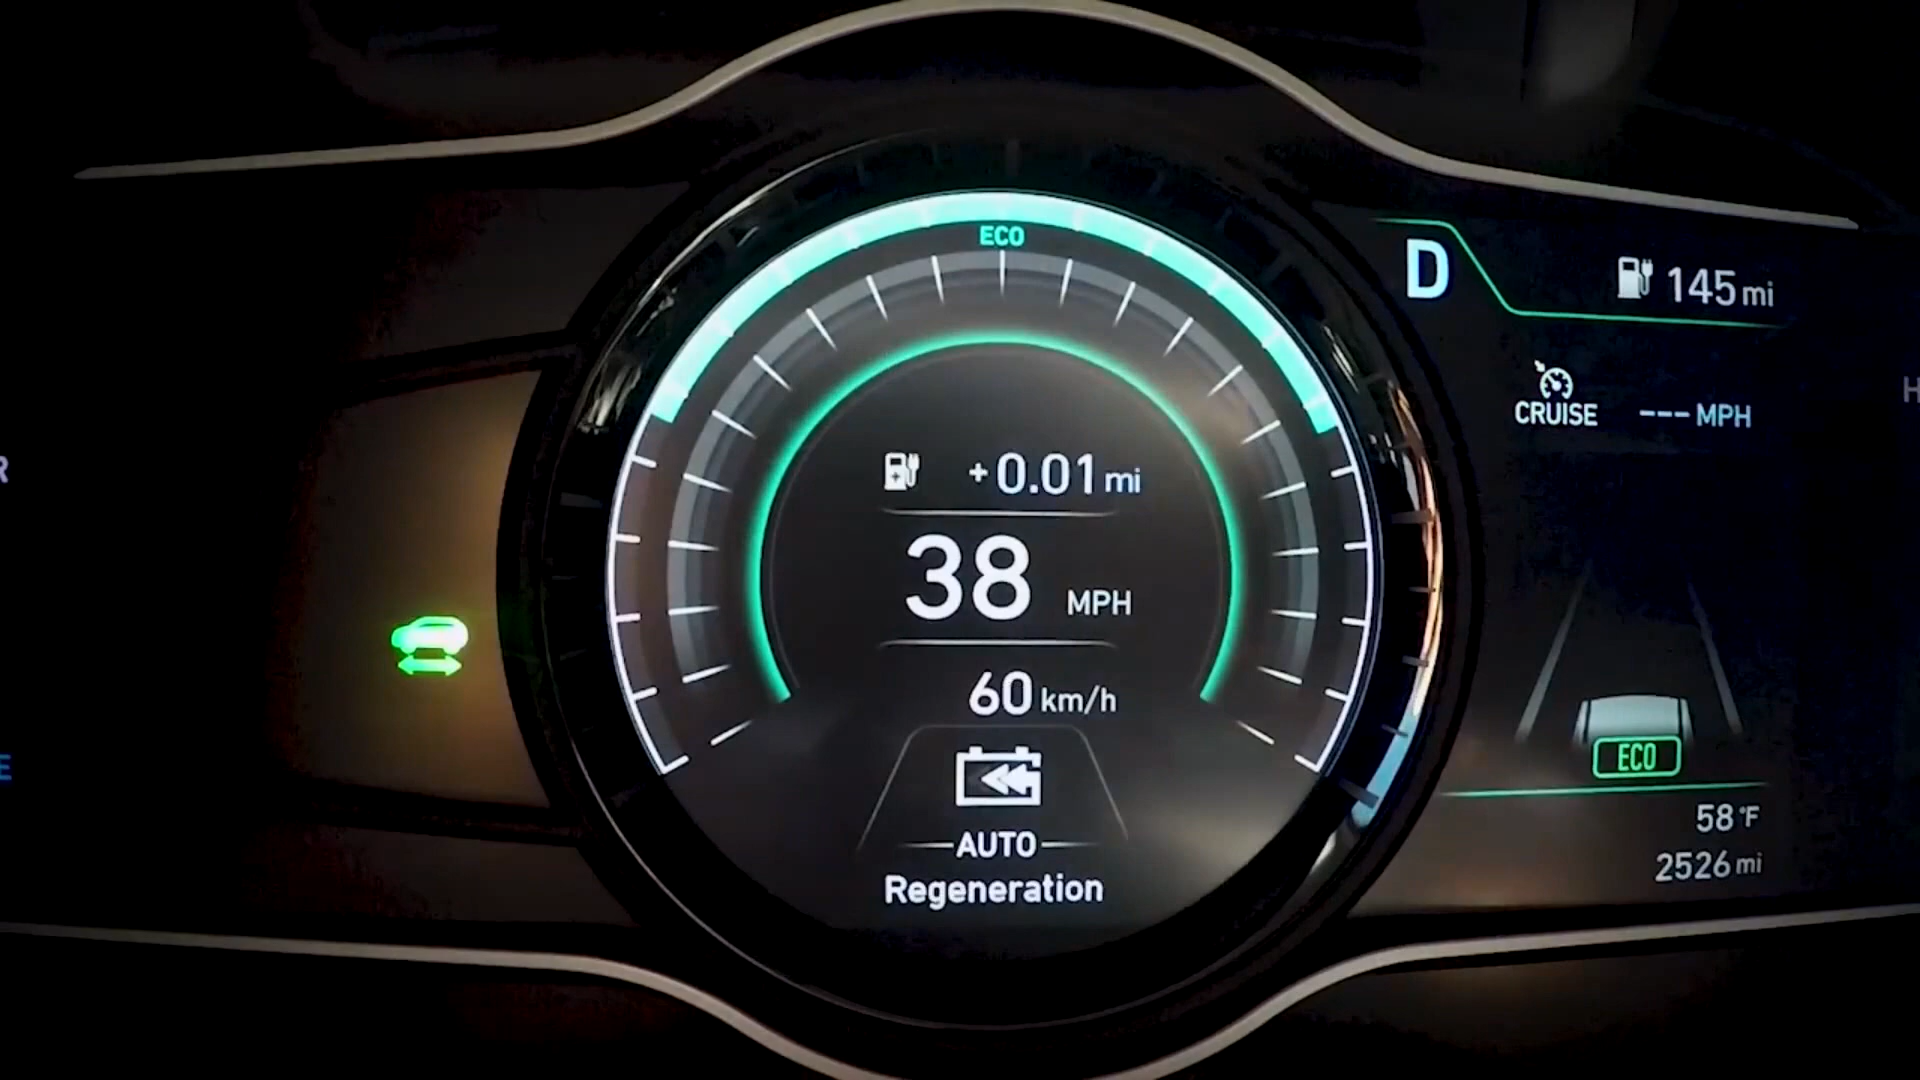 ECO
+0.01 mi
38 MPH
60 km/h
AUTO
Regeneration
D
145 mi
CRUISE --- MPH
ECO
58 °F
2526 mi
R
E
H